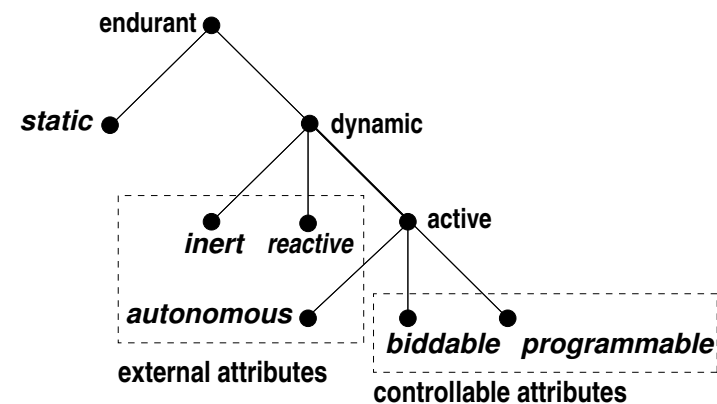 endurant
static
dynamic
active
inert reactive
autonomous
biddable programmable
external attributes
controllable attributes